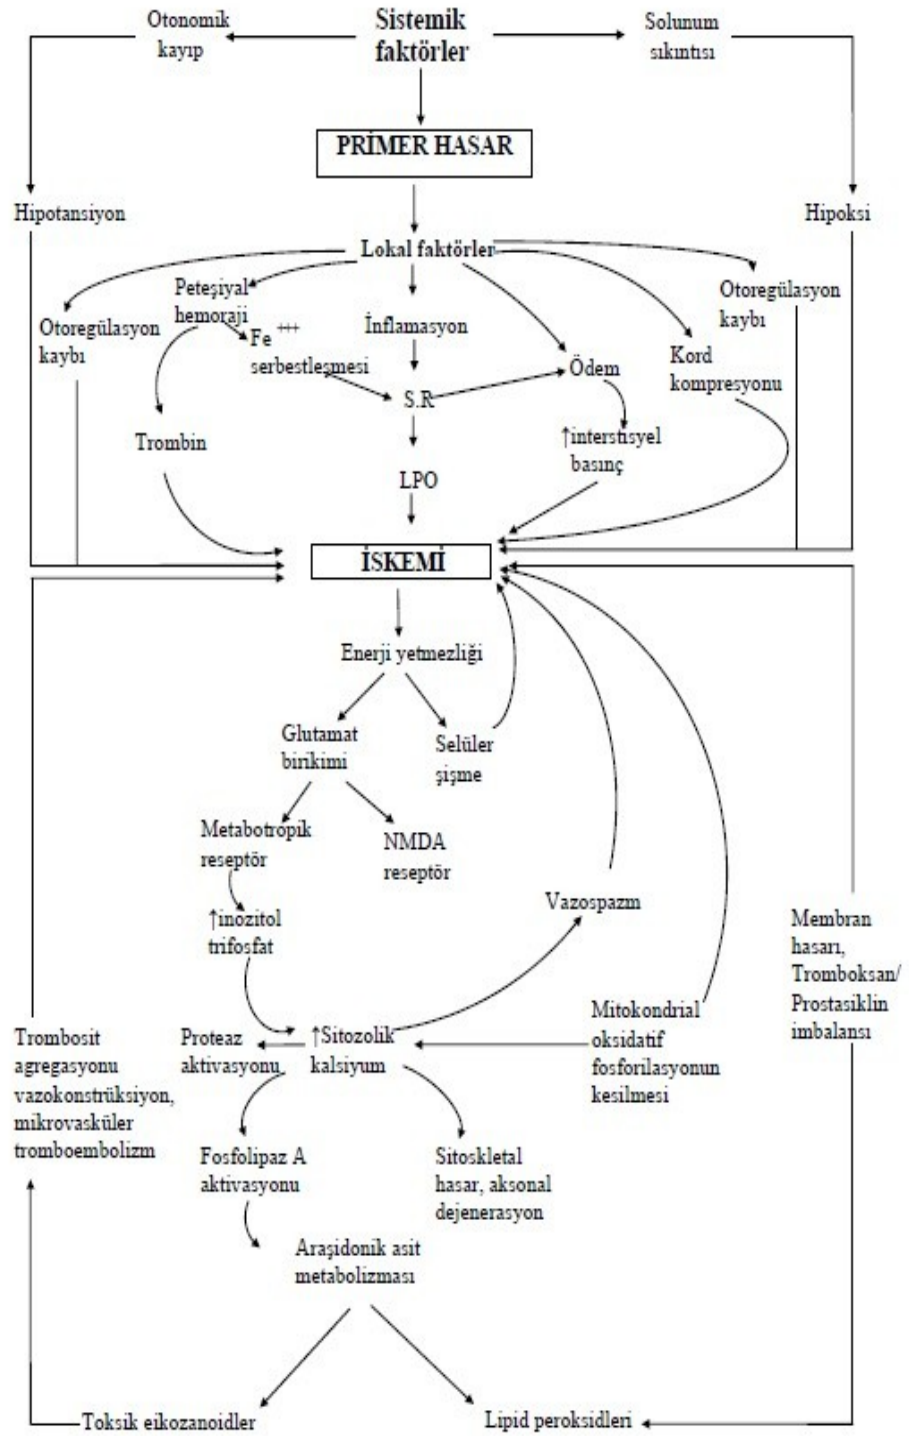 Otonomik
kayıp
Sistemik
faktörler
Solunum
sıkıntısı
PRİMER HASAR
Hipotansiyon
Hipoksi
Lokal faktörler
Peteşiyal
hemoraji
Otoregülasyon
kaybı
Otoregülasyon
kaybı
Fe +++
serbestleşmesi
İnflamasyon
Ödem
Kord
kompresyonu
S.R
Trombin
↑interstisyel
basınç
LPO
İSKEMİ
Enerji yetmezliği
Glutamat
birikimi
Selüler
şişme
Metabotropik
reseptör
NMDA
reseptör
↑inozitol
trifosfat
Vazospazm
Membran
hasarı,
Tromboksan/
Prostasiklin
imbalansı
Trombosit
agregasyonu
vazokonstrüksiyon,
mikrovasküler
tromboembolizm
Proteaz
aktivasyonu
↑Sitozolik
kalsiyum
Mitokondrial
oksidatif
fosforilasyonun
kesilmesi
Fosfolipaz A
aktivasyonu
Sitoskletal
hasar, aksonal
dejenerasyon
Araşidonik asit
metabolizması
Toksik eikozanoidler
Lipid peroksidleri